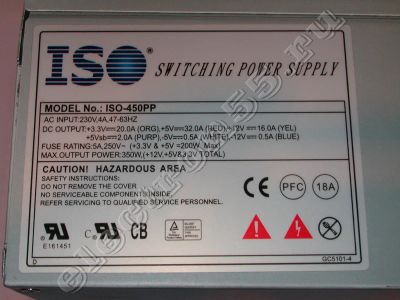 ISO SWITCHING POWER SUPPLY
MODEL No.: ISO-450PP
AC INPUT:230V,4A,47-63HZ
DC OUTPUT:+3.3V=20.0A (ORG),+5V=32.0A (RED),+12V=16.0A (YEL)
+5Vsb=2.0A (PURP),-5V=0.5A (WHITE),-12V=0.5A (BLUE)
FUSE RATING:5A,250V~ (+3.3V & +5V =200W Max)
MAX.OUTPUT POWER:350W,(+12V,+5V&3.3V TOTAL)
CAUTION! HAZARDOUS AREA
SAFETY INSTRUCTIONS:
DO NOT REMOVE THIS COVER.
NO SERVICEABLE COMPONENTS INSIDE.
REFER SERVICING TO QUALIFIED SERVICE PERSONNEL.
CE PFC 18A
E161451
CB
D GC5101-4
electronss.ru